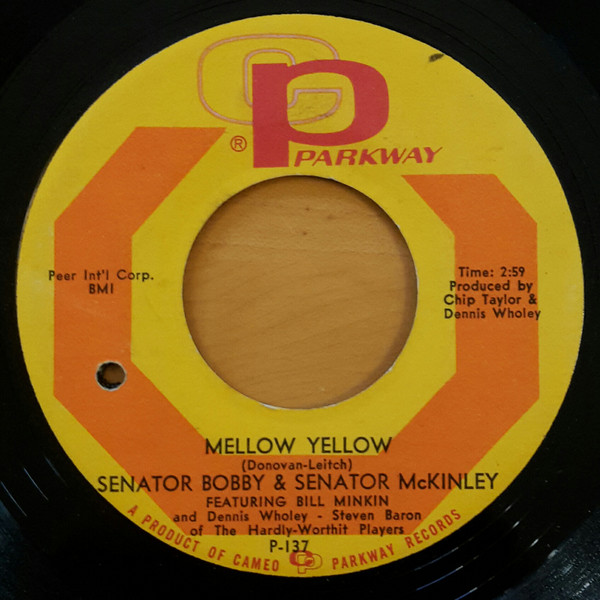 CP
® PARKWAY
Peer Int'l Corp.
BMI
Time: 2:59
Produced by
Chip Taylor &
Dennis Wholey
MELLOW YELLOW
(Donovan-Leitch)
SENATOR BOBBY & SENATOR McKINLEY
FEATURING BILL MINKIN
and Dennis Wholey - Steven Baron
of The Hardly-Worthit Players
P-137
A PRODUCT OF CAMEO CP PARKWAY RECORDS